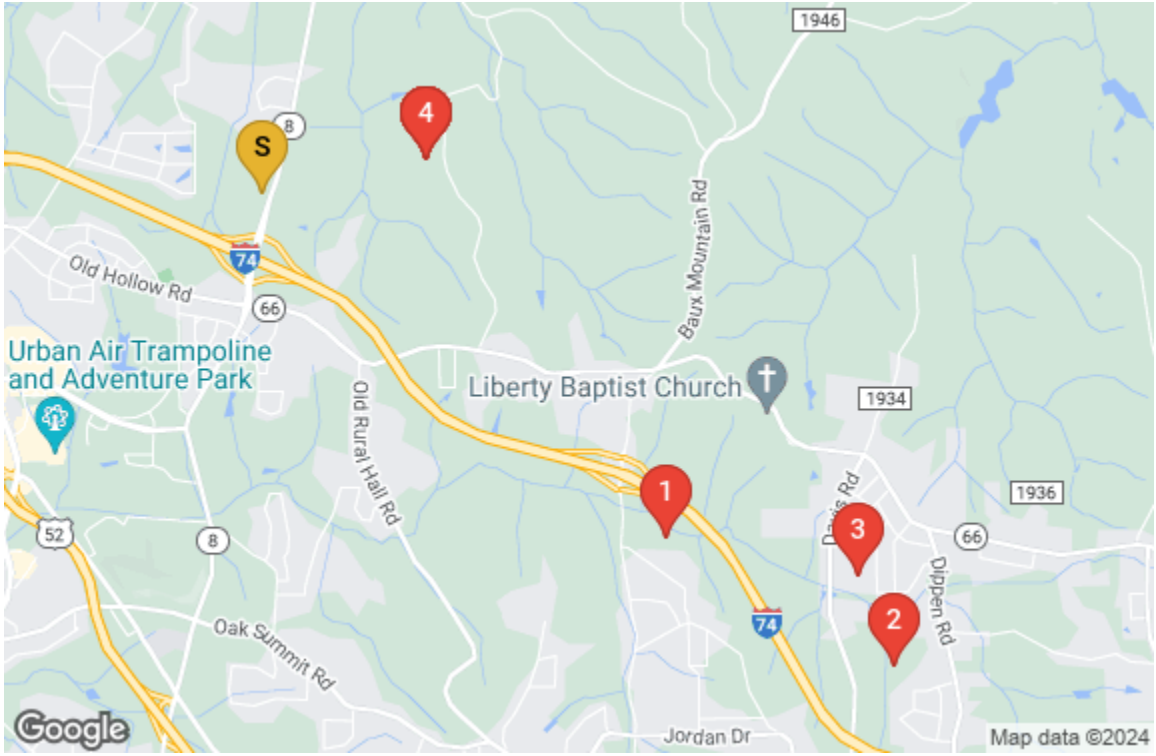 1946
4
8
S
74
Old Hollow Rd
66
Baux Mountain Rd
Urban Air Trampoline
and Adventure Park
Liberty Baptist Church
1934
Old Rural Hall Rd
1
1936
Davis Rd
3
52
8
66
Dippen Rd
74
2
Oak Summit Rd
Jordan Dr
Google
Map data ©2024